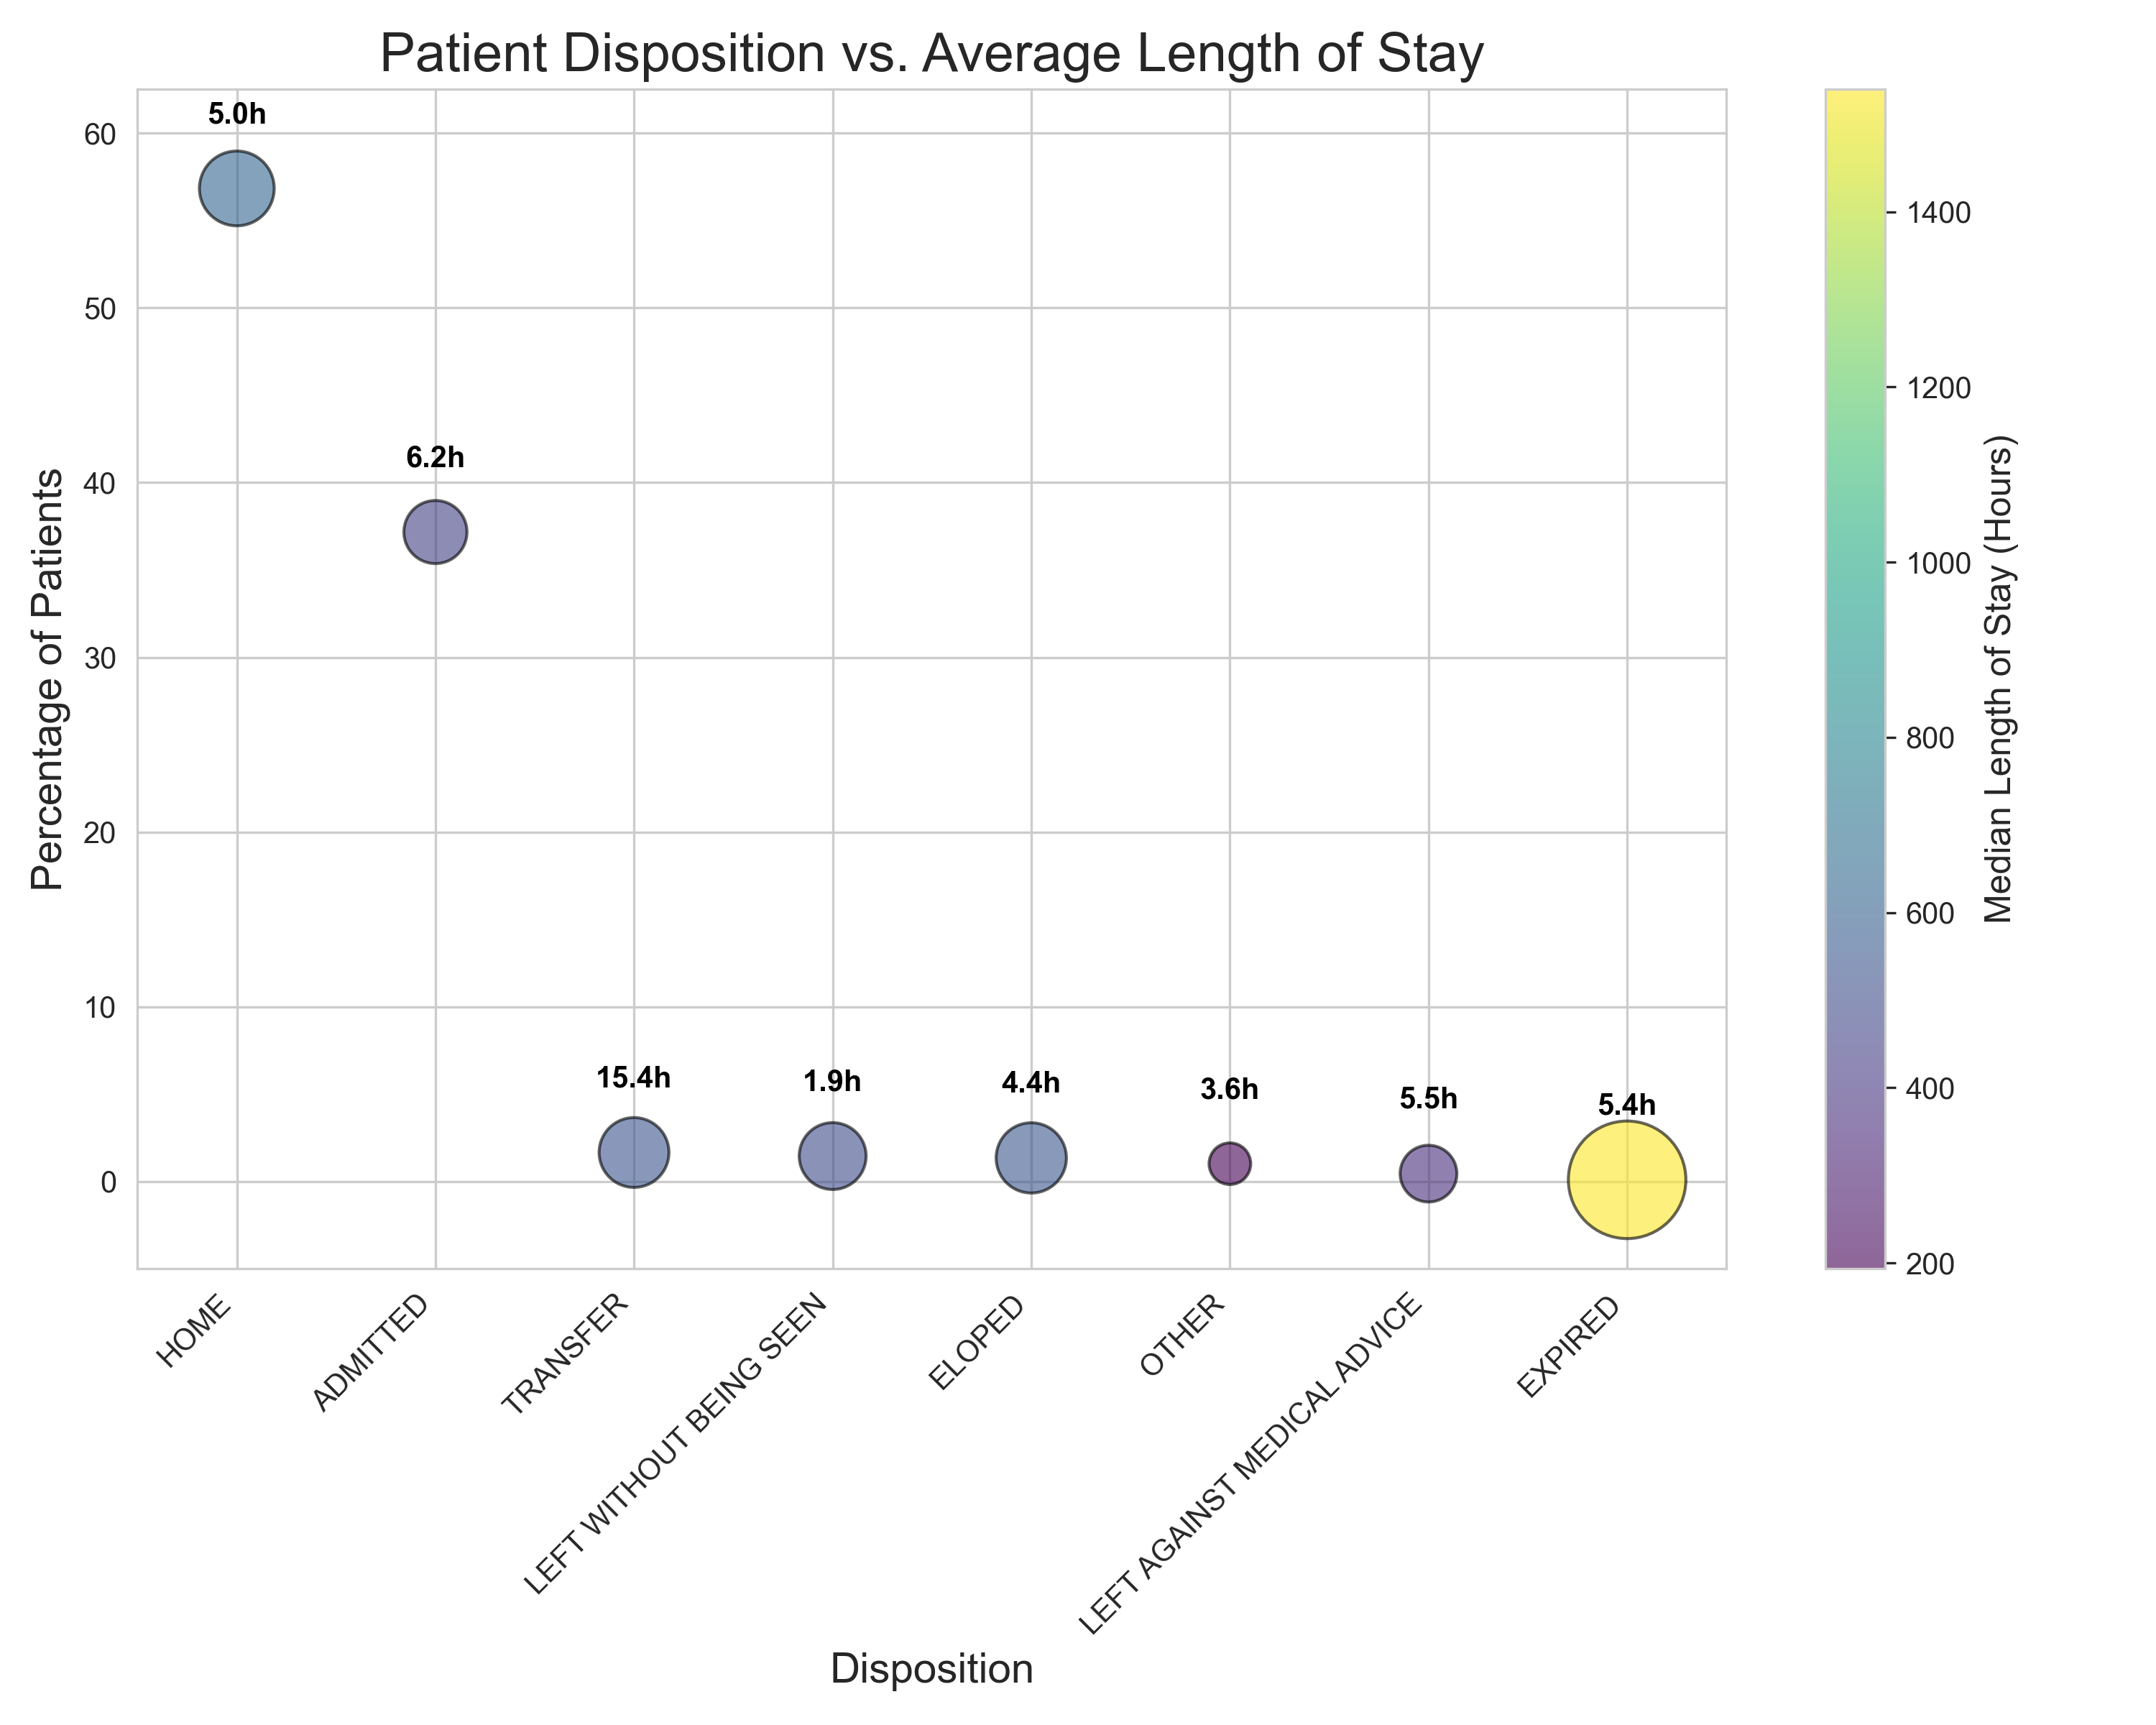 Patient Disposition vs. Average Length of Stay
5.0h
6.2h
15.4h
1.9h
4.4h
3.6h
5.5h
5.4h
Percentage of Patients
60
50
40
30
20
10
0
HOME
ADMITTED
TRANSFER
LEFT WITHOUT BEING SEEN
ELOPED
OTHER
LEFT AGAINST MEDICAL ADVICE
EXPIRED
Disposition
1400
1200
1000
800
600
400
200
Median Length of Stay (Hours)